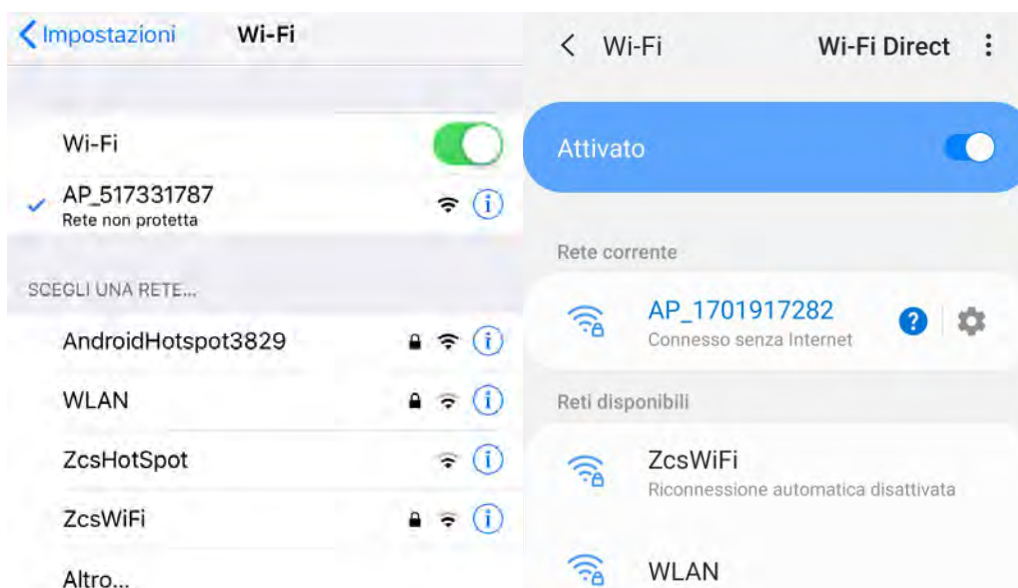 Impostazioni
Wi-Fi
Wi-Fi
AP_517331787
Rete non protetta
SCEGLI UNA RETE...
AndroidHotspot3829
WLAN
ZcsHotSpot
ZcsWiFi
Altro...
Wi-Fi
Wi-Fi Direct
Attivato
Rete corrente
AP_1701917282
Connesso senza Internet
Reti disponibili
ZcsWiFi
Riconnessione automatica disattivata
WLAN